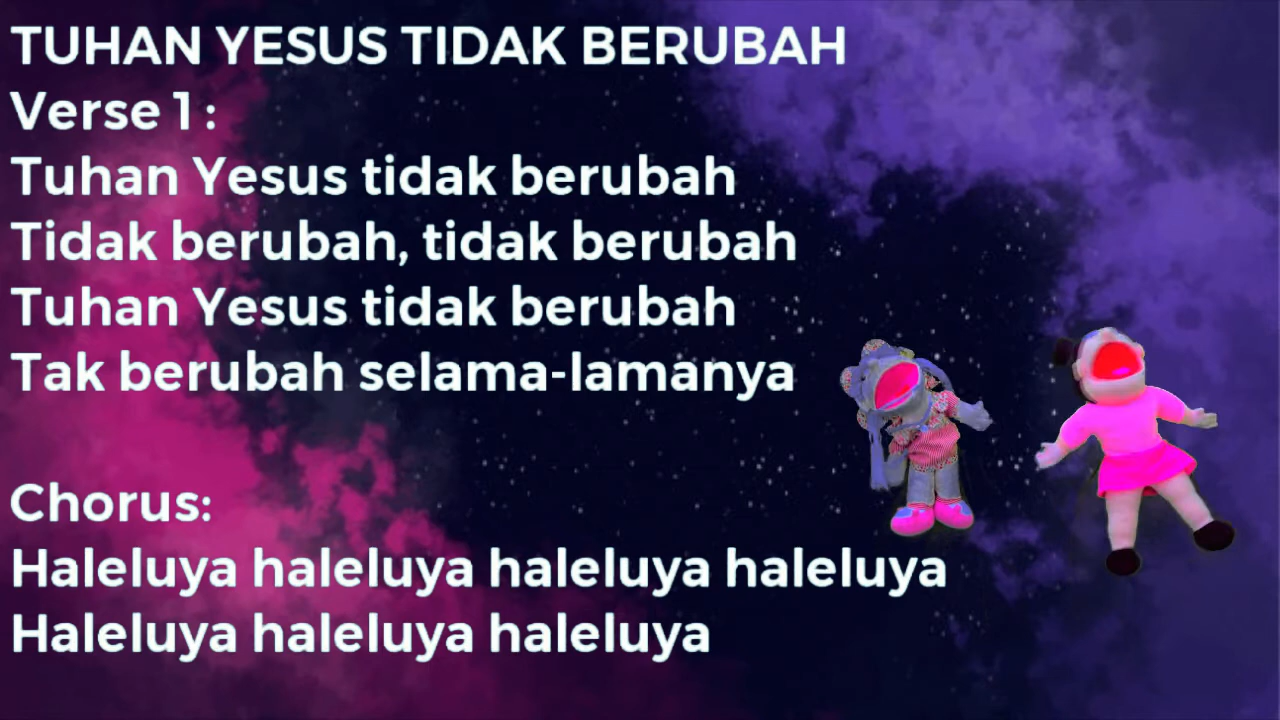 TUHAN YESUS TIDAK BERUBAH
Verse 1 :
Tuhan Yesus tidak berubah
Tidak berubah, tidak berubah
Tuhan Yesus tidak berubah
Tak berubah selama-lamanya
Chorus:
Haleluya haleluya haleluya haleluya
Haleluya haleluya haleluya